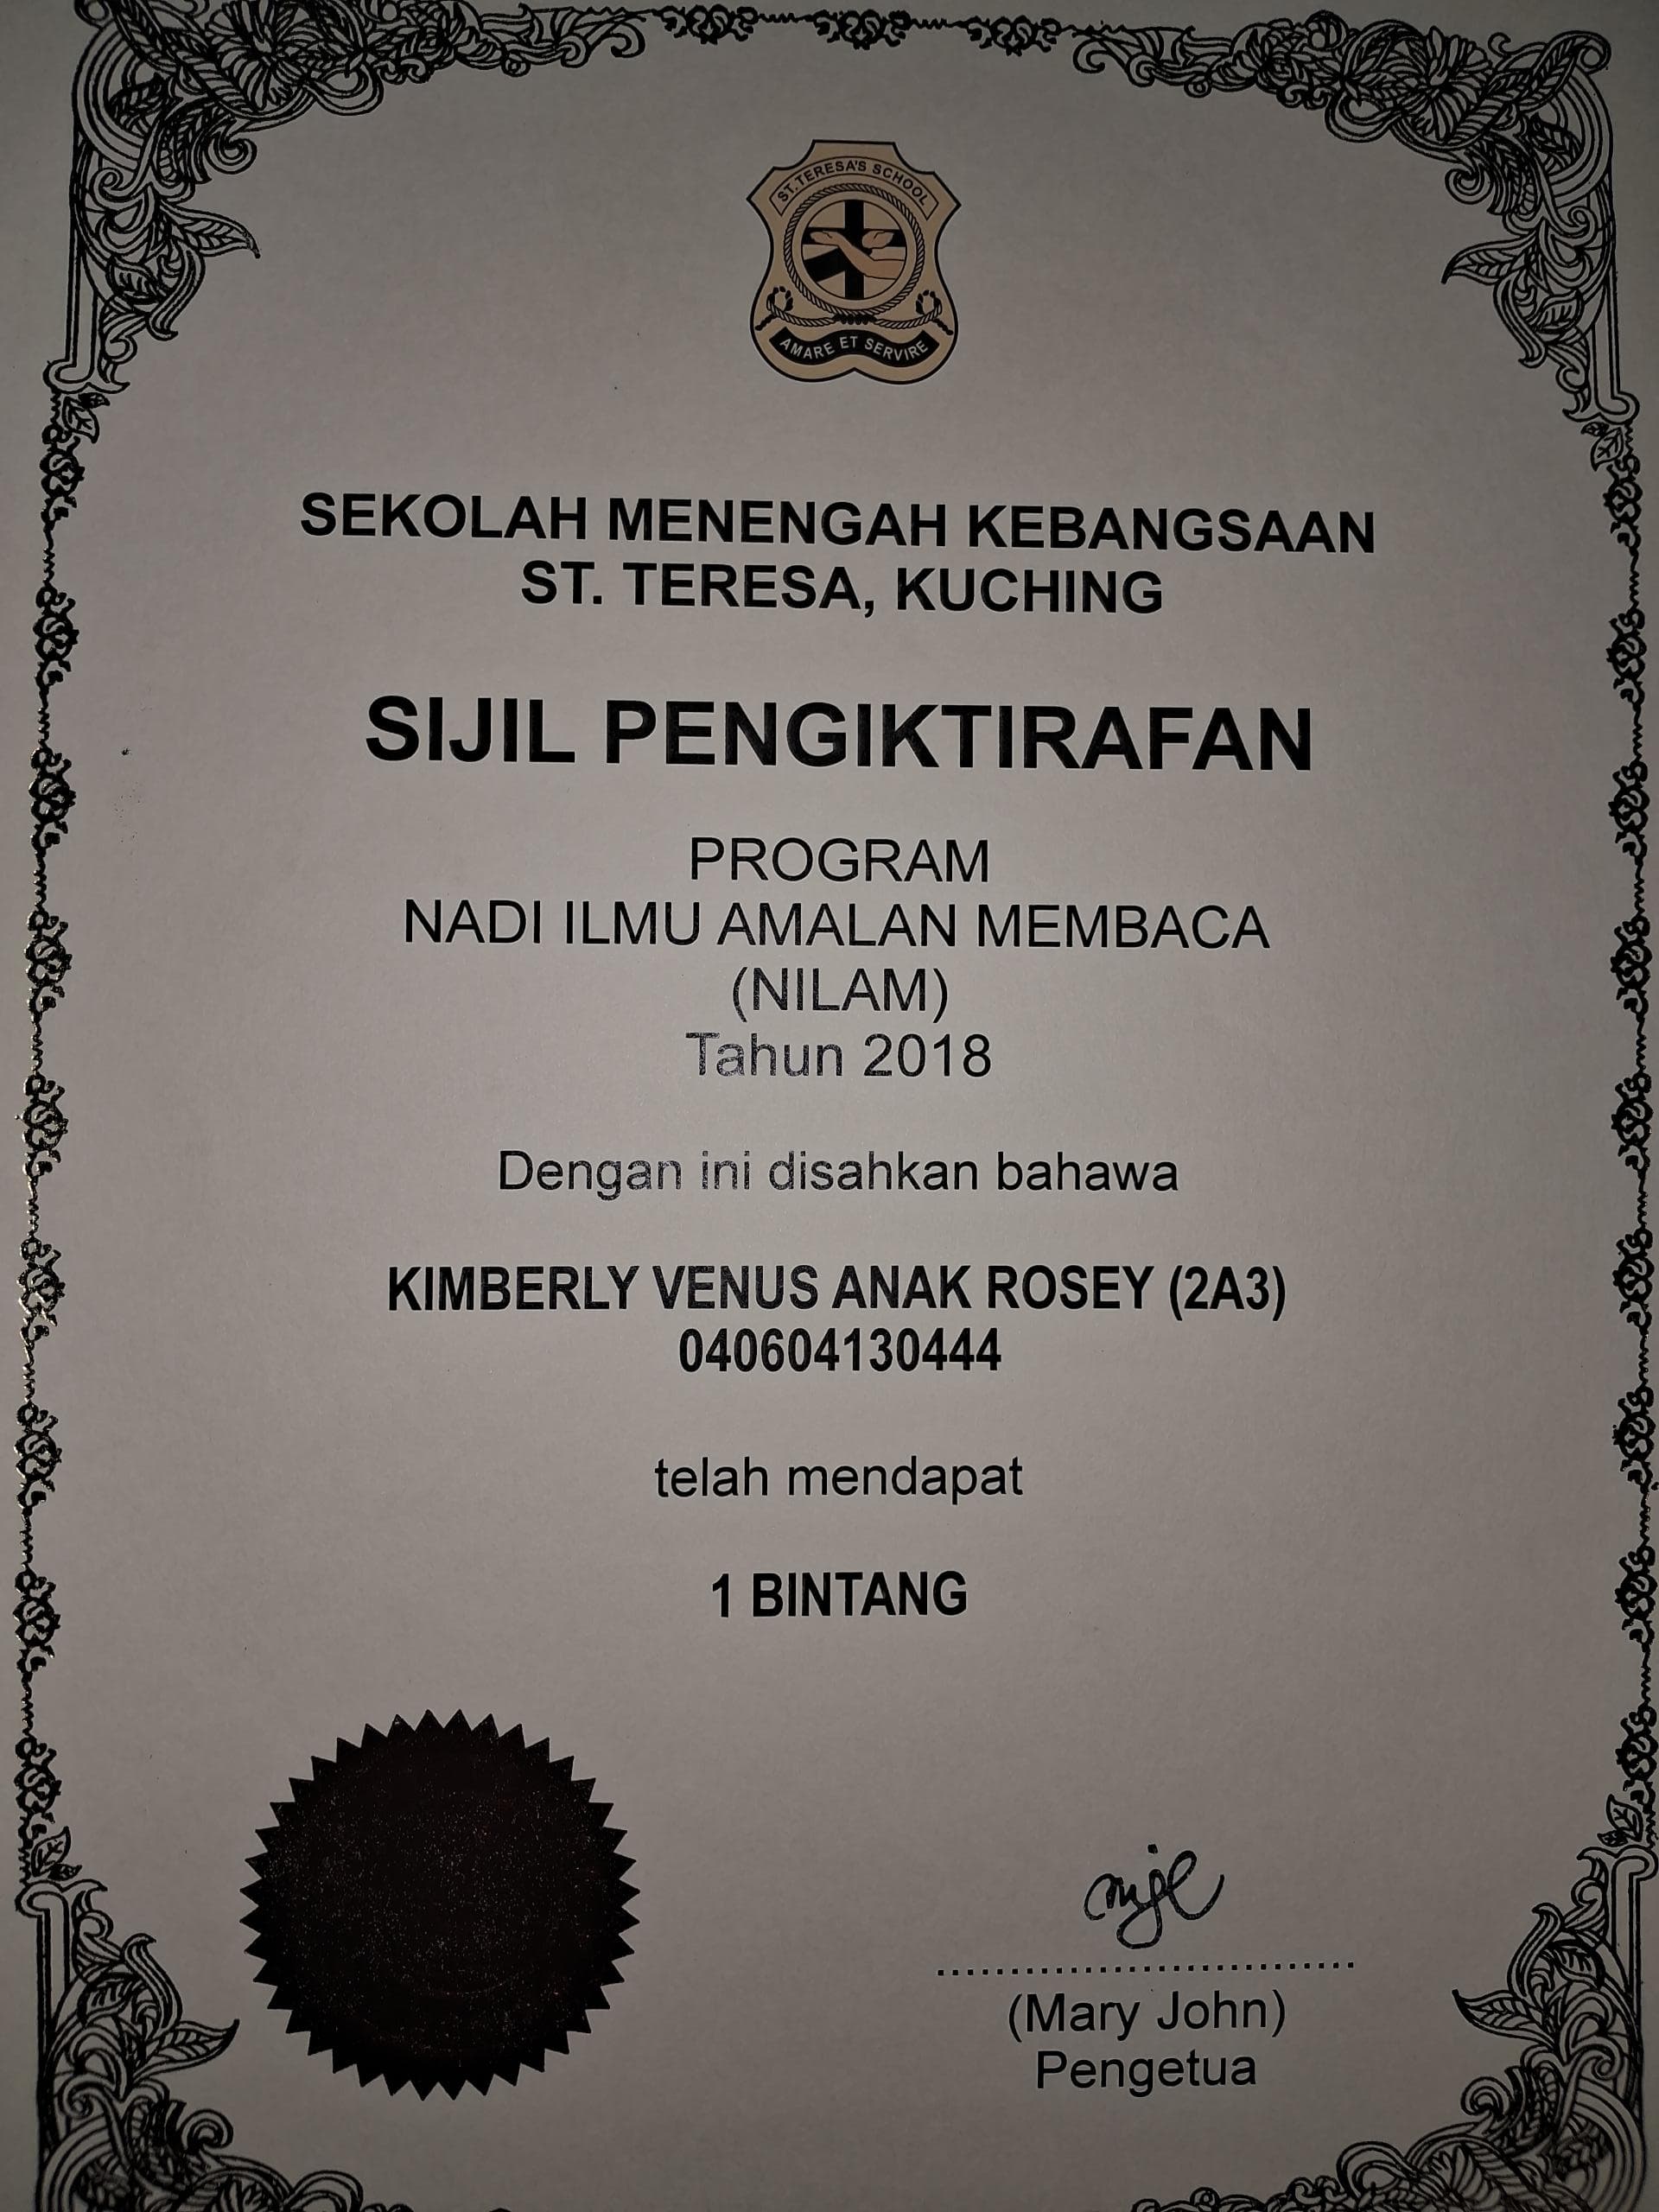 ST. TERESA'S SCHOOL
AMARE ET SERVIRE
SEKOLAH MENENGAH KEBANGSAAN
ST. TERESA, KUCHING
SIJIL PENGIKTIRAFAN
PROGRAM
NADI ILMU AMALAN MEMBACA
(NILAM)
Tahun 2018
Dengan ini disahkan bahawa
KIMBERLY VENUS ANAK ROSEY (2A3)
040604130444
telah mendapat
1 BINTANG
(Mary John)
Pengetua